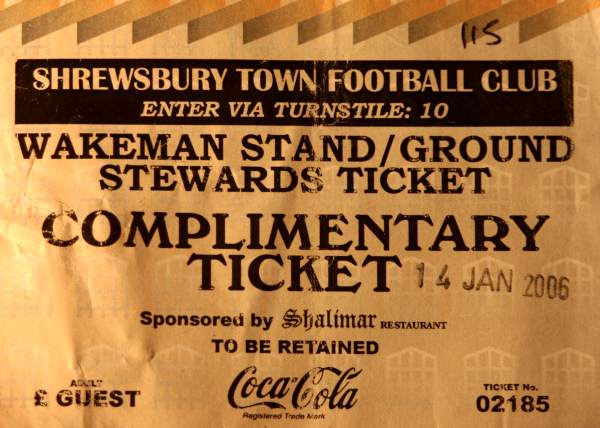 115
SHREWSBURY TOWN FOOTBALL CLUB
ENTER VIA TURNSTILE: 10
WAKEMAN STAND/GROUND
STEWARDS TICKET
COMPLIMENTARY
TICKET 14 JAN 2006
Sponsored by Shalimar RESTAURANT
TO BE RETAINED
ADULT
£ GUEST
Coca-Cola
Registered Trade Mark
TICKET No.
02185